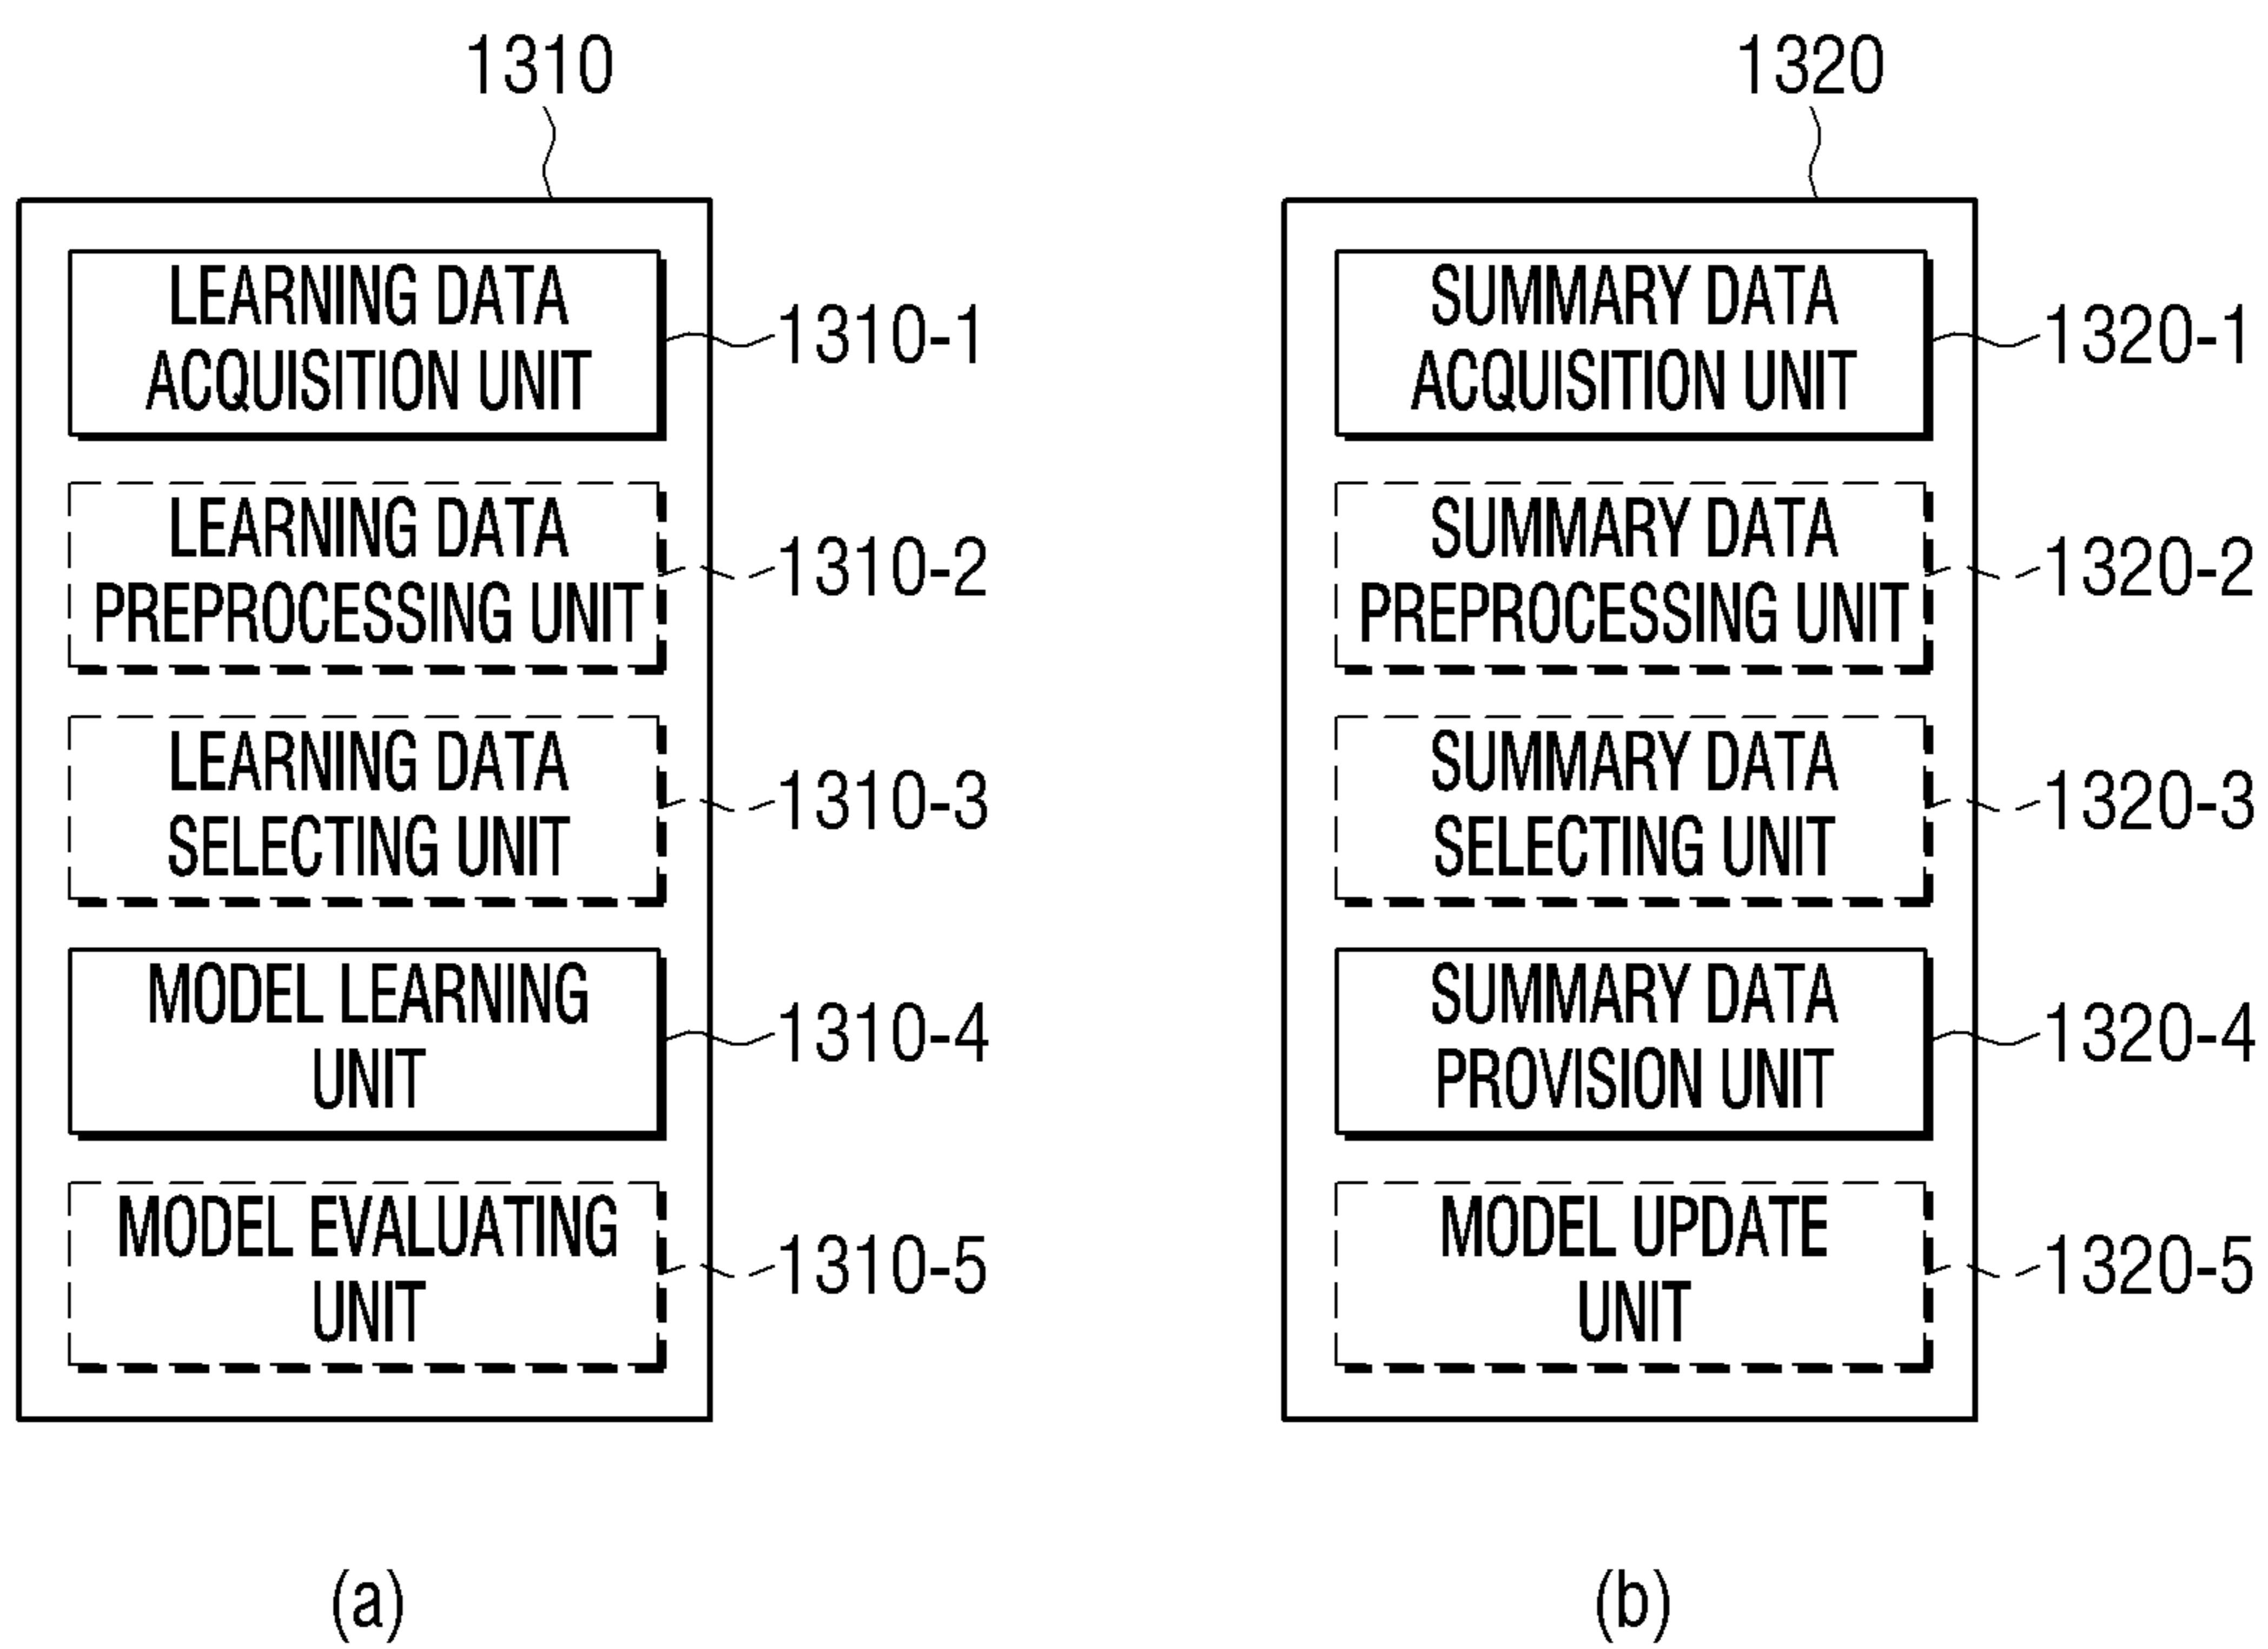 1310
LEARNING DATA
ACQUISITION UNIT
1310-1
LEARNING DATA
PREPROCESSING UNIT
1310-2
LEARNING DATA
SELECTING UNIT
1310-3
MODEL LEARNING
UNIT
1310-4
MODEL EVALUATING
UNIT
1310-5
(a)
1320
SUMMARY DATA
ACQUISITION UNIT
1320-1
SUMMARY DATA
PREPROCESSING UNIT
1320-2
SUMMARY DATA
SELECTING UNIT
1320-3
SUMMARY DATA
PROVISION UNIT
1320-4
MODEL UPDATE
UNIT
1320-5
(b)